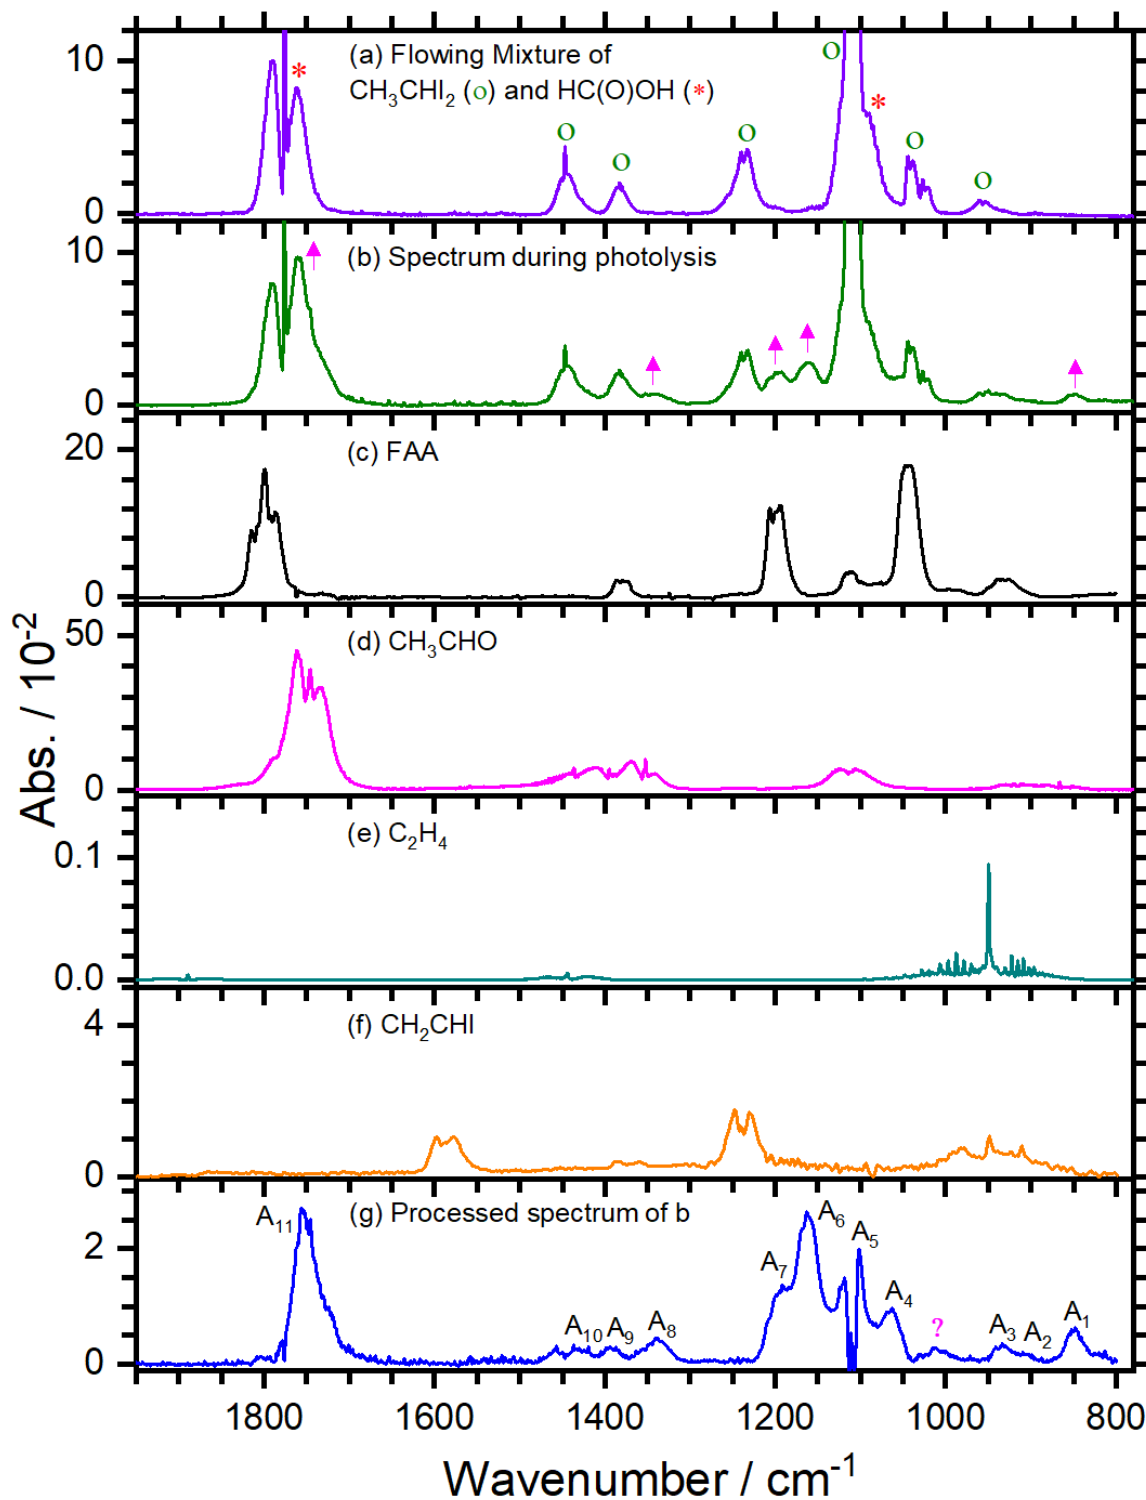 (a) Flowing Mixture of
CH₃CHI₂ (o) and HC(O)OH (*)
10
0
* o o o o * o o
(b) Spectrum during photolysis
10
0
(c) FAA
20
0
(d) CH₃CHO
50
0
(e) C₂H₄
0.1
0.0
(f) CH₂CHI
4
0
(g) Processed spectrum of b
2
0
A₁₁ A₁₀ A₉ A₈ A₇ A₆ A₅ A₄ ? A₃ A₂ A₁
Abs. / 10⁻²
1800 1600 1400 1200 1000 800
Wavenumber / cm⁻¹